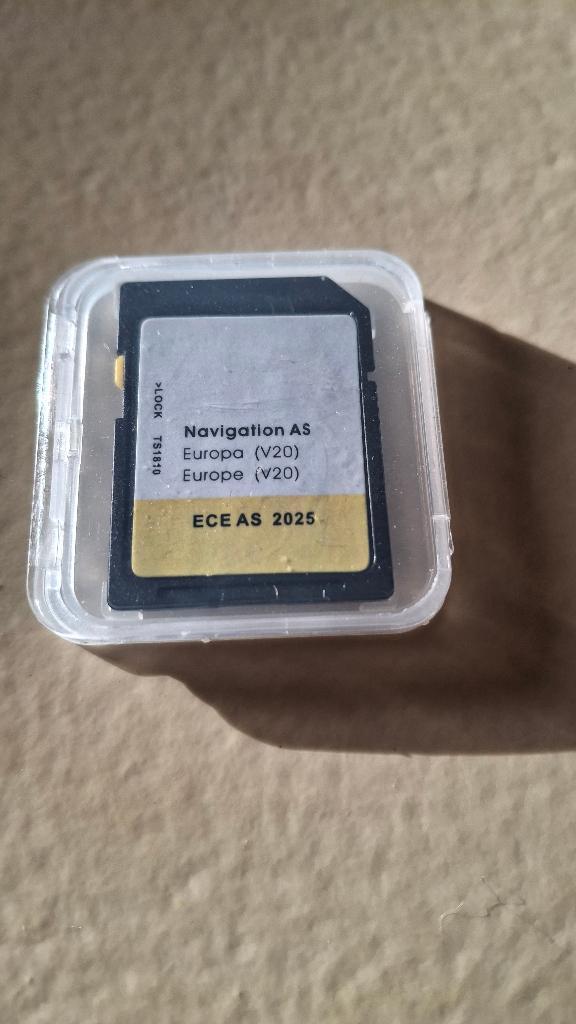 >LOCK TS1810
Navigation AS
Europa (V20)
Europe (V20)
ECE AS 2025